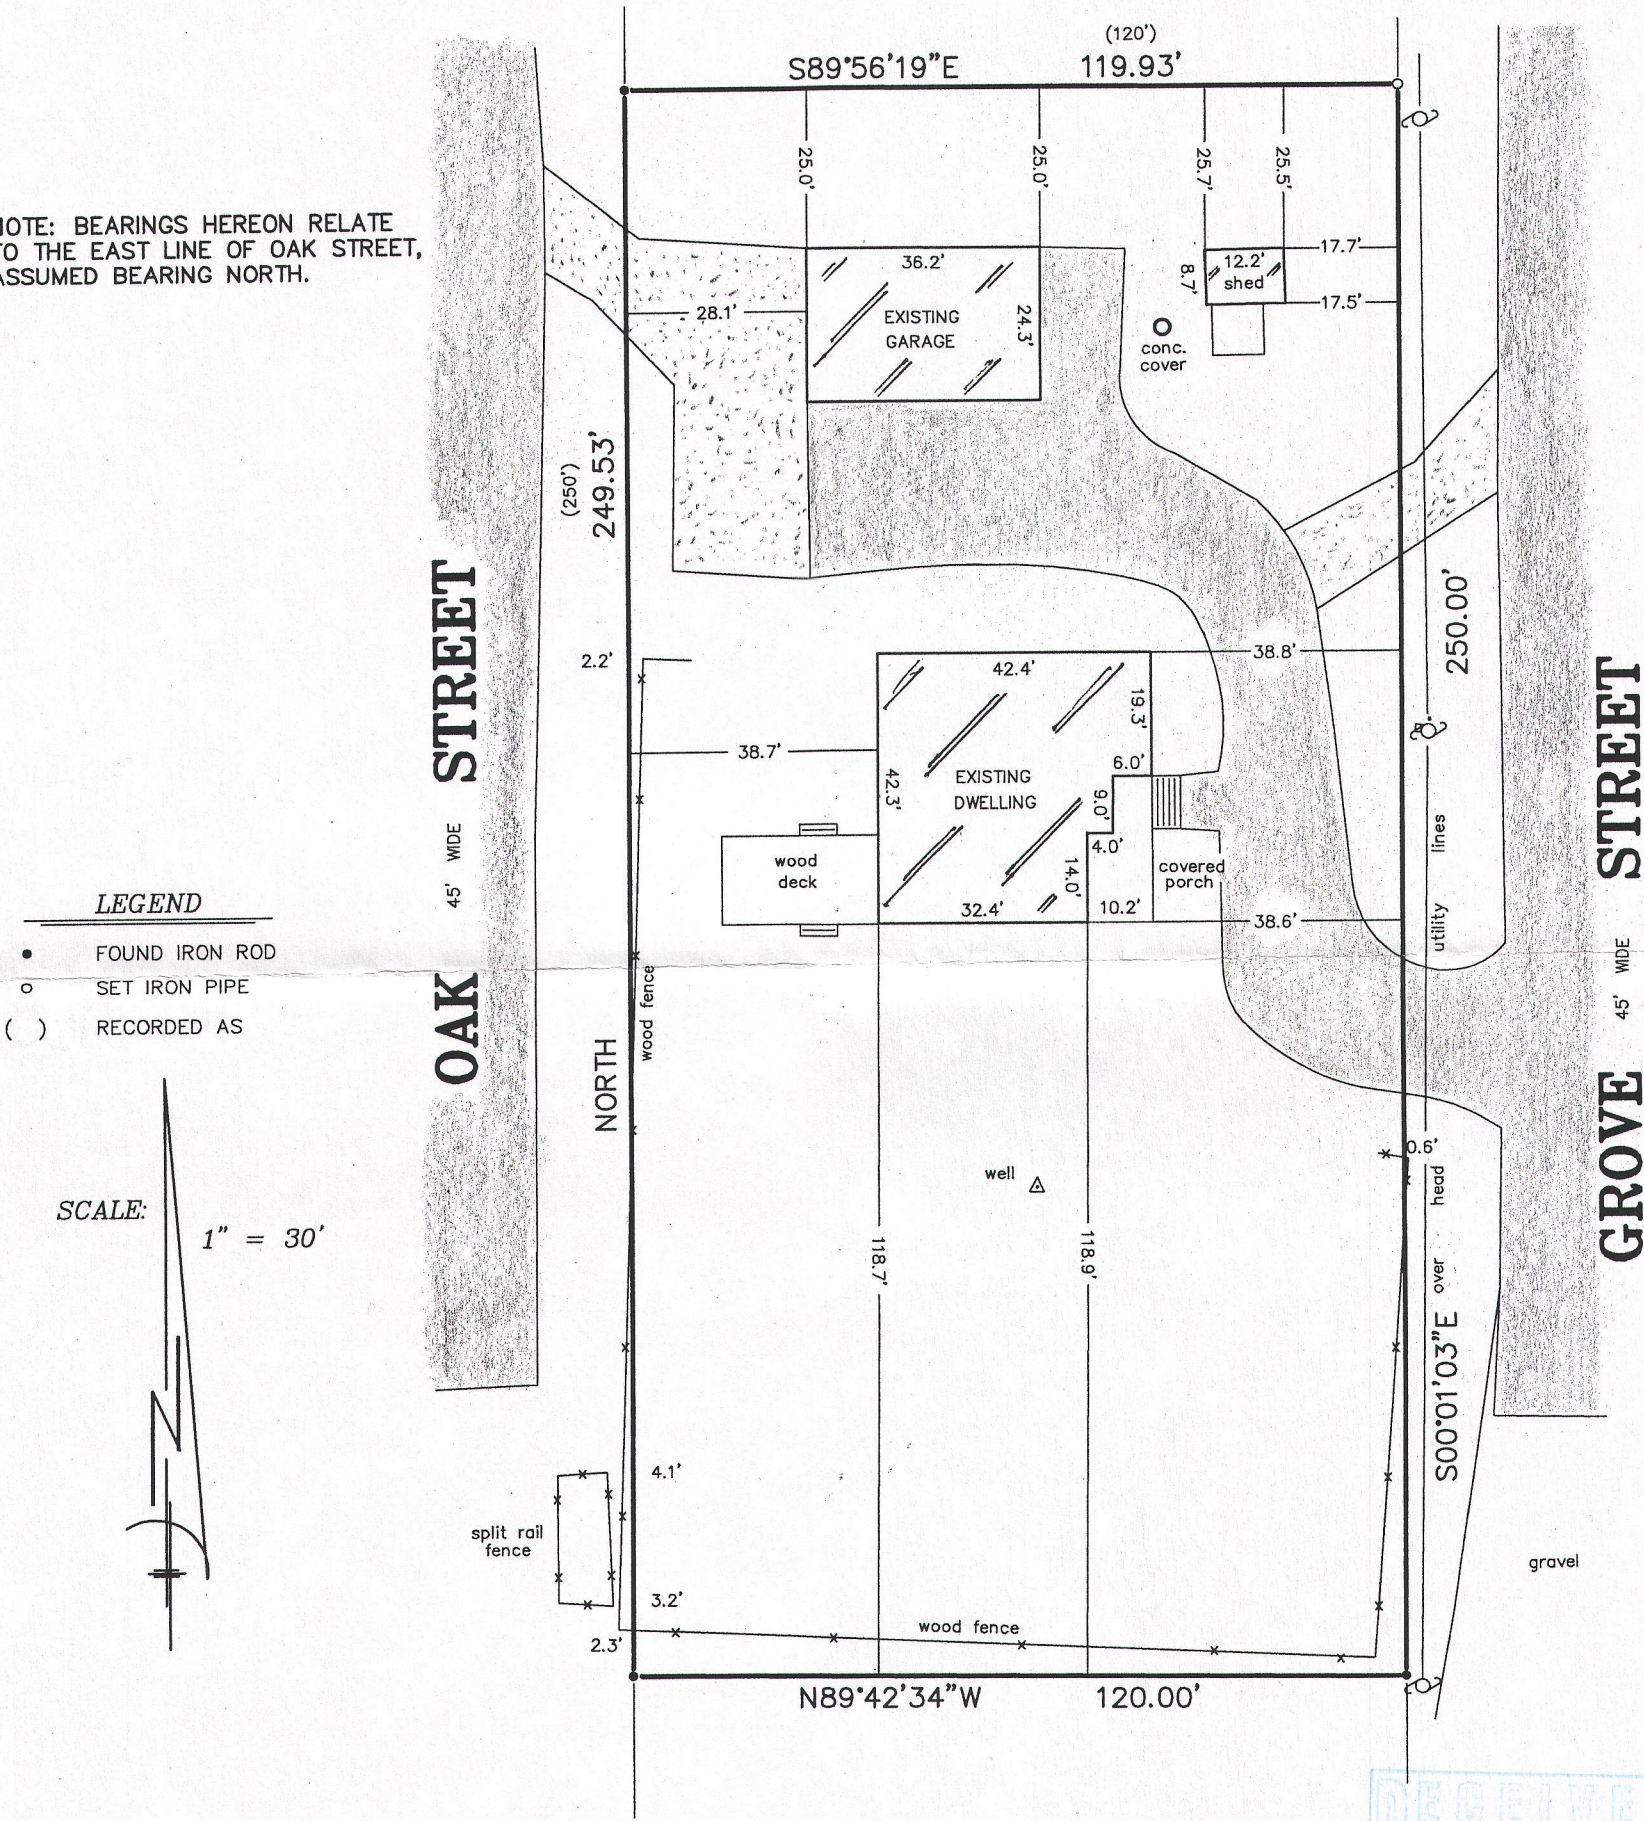 (120')
S89°56'19"E 119.93'
25.0'
25.0'
25.7'
25.5'
NOTE: BEARINGS HEREON RELATE
TO THE EAST LINE OF OAK STREET,
ASSUMED BEARING NORTH.
36.2'
EXISTING
GARAGE
24.3'
28.1'
8.7'
12.2'
shed
17.7'
17.5'
conc.
cover
(250')
249.53'
NORTH
OAK STREET
45' WIDE
250.00'
S00°01'03"E
GROVE STREET
45' WIDE
over head utility lines
2.2'
38.7'
42.4'
38.8'
19.3'
6.0'
9.0'
4.0'
14.0'
42.3'
EXISTING
DWELLING
32.4'
10.2'
38.6'
wood
deck
covered
porch
wood fence
LEGEND
● FOUND IRON ROD
○ SET IRON PIPE
( ) RECORDED AS
SCALE:
1" = 30'
N
well
0.6'
118.7'
118.9'
4.1'
split rail
fence
3.2'
2.3'
wood fence
gravel
N89°42'34"W 120.00'
RECEIVE